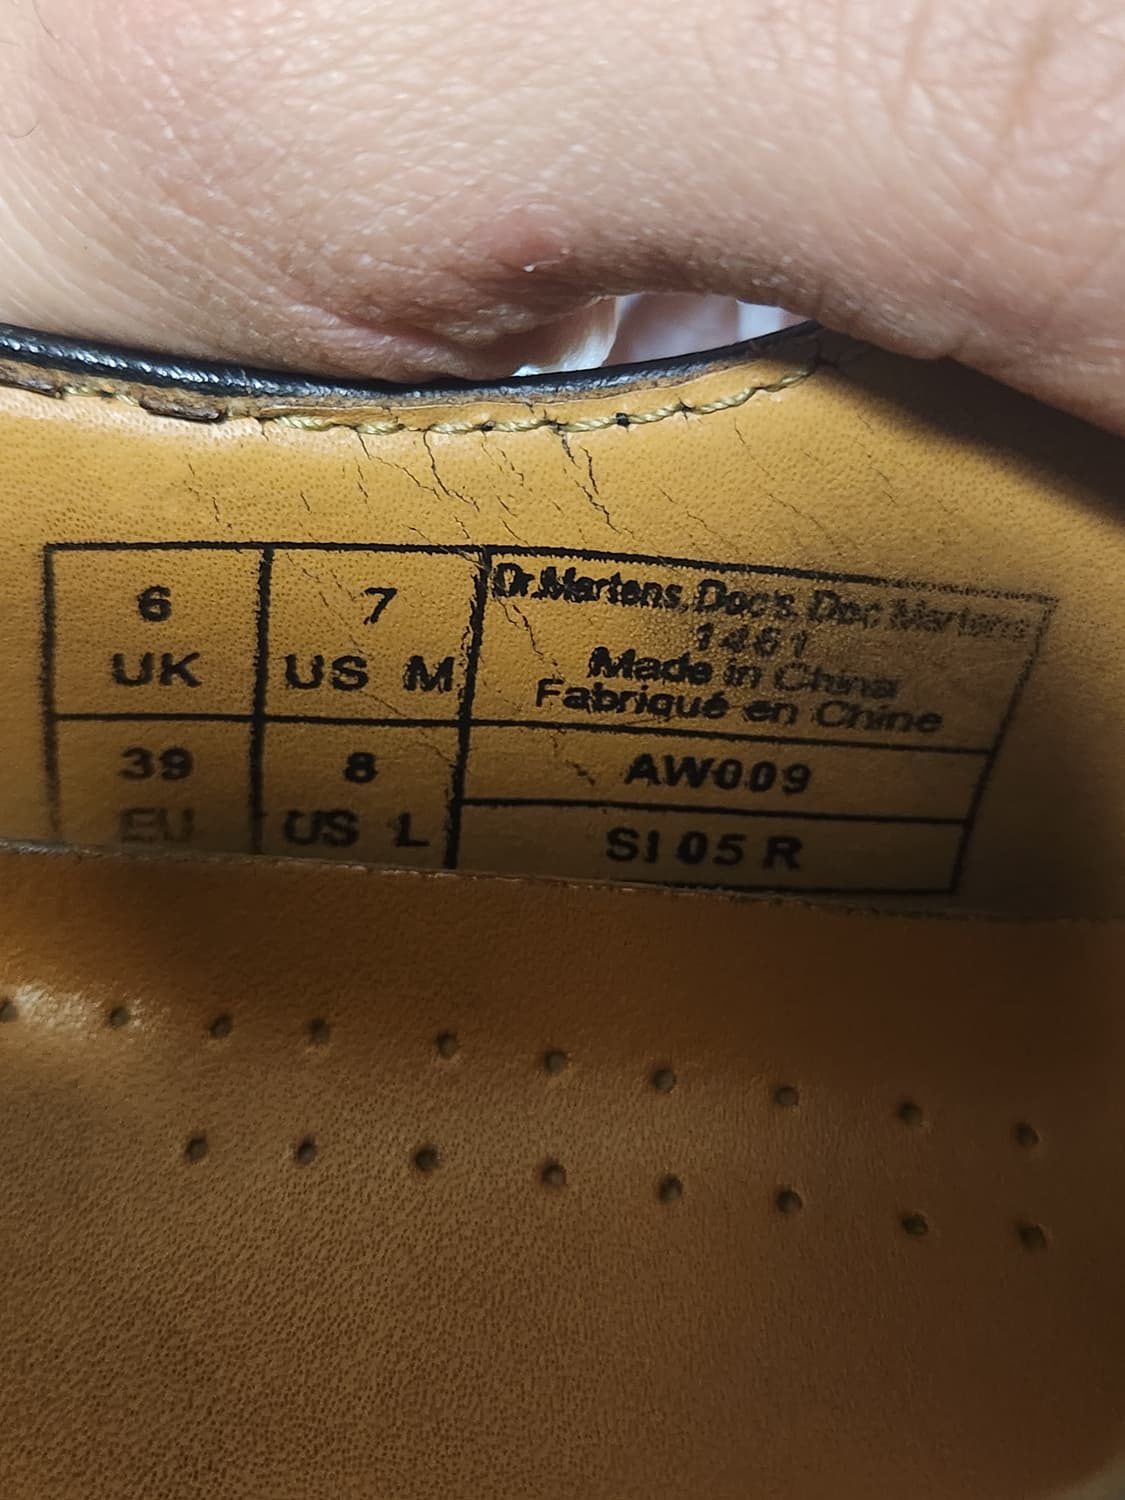 6
UK
7
US M
Dr.Martens, Doc's, Doc Martens
1461
Made in China
Fabriqué en Chine
39
EU
8
US L
AW009
SI 05 R